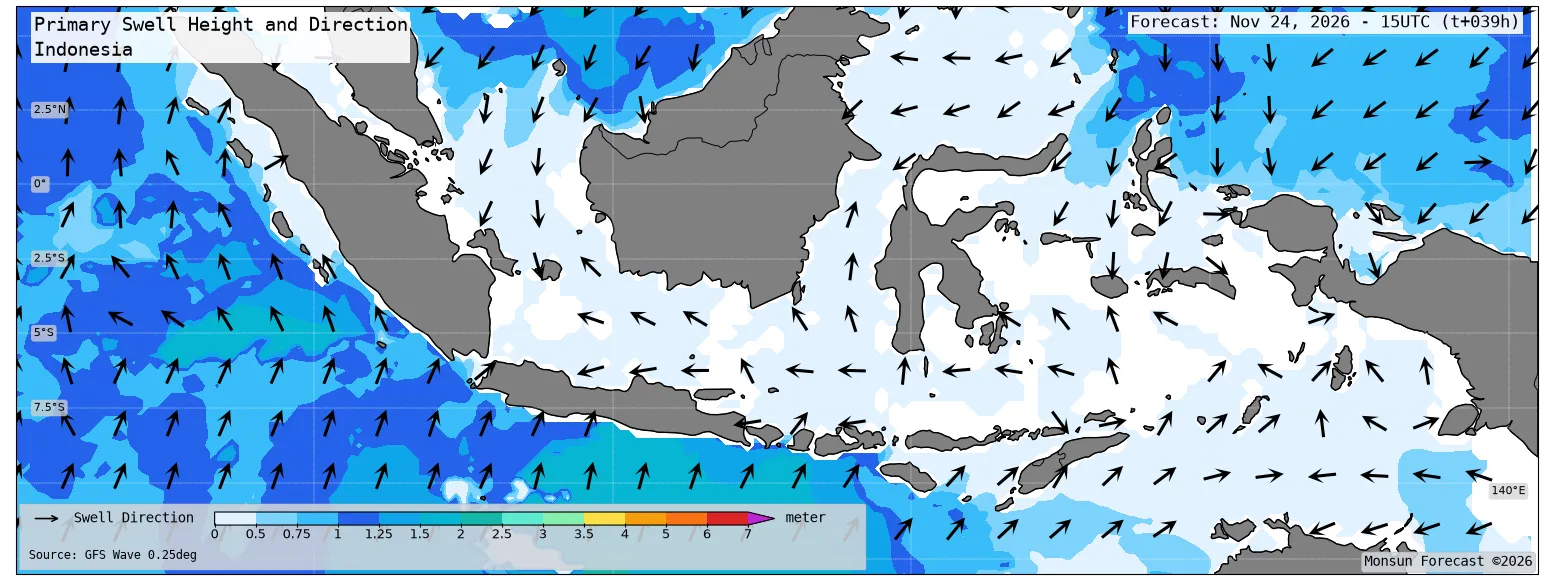 Primary Swell Height and Direction
Indonesia
Forecast: Nov 24, 2026 - 15UTC (t+039h)
2.5°N
0°
2.5°S
5°S
7.5°S
140°E
Swell Direction
0 0.5 0.75 1 1.25 1.5 2 2.5 3 3.5 4 5 6 7
meter
Source: GFS Wave 0.25deg
Monsun Forecast ©2026